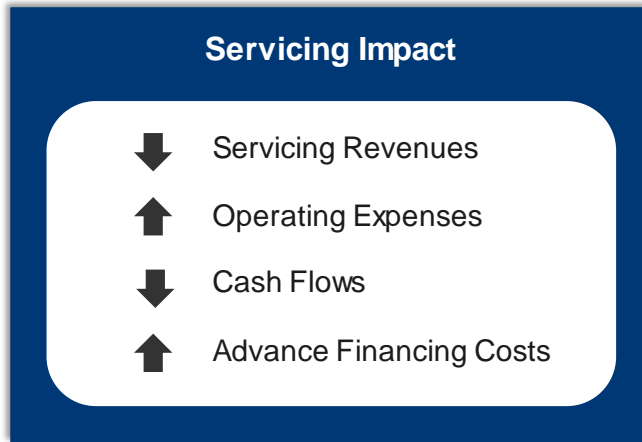 Servicing Impact
Servicing Revenues
Operating Expenses
Cash Flows
Advance Financing Costs